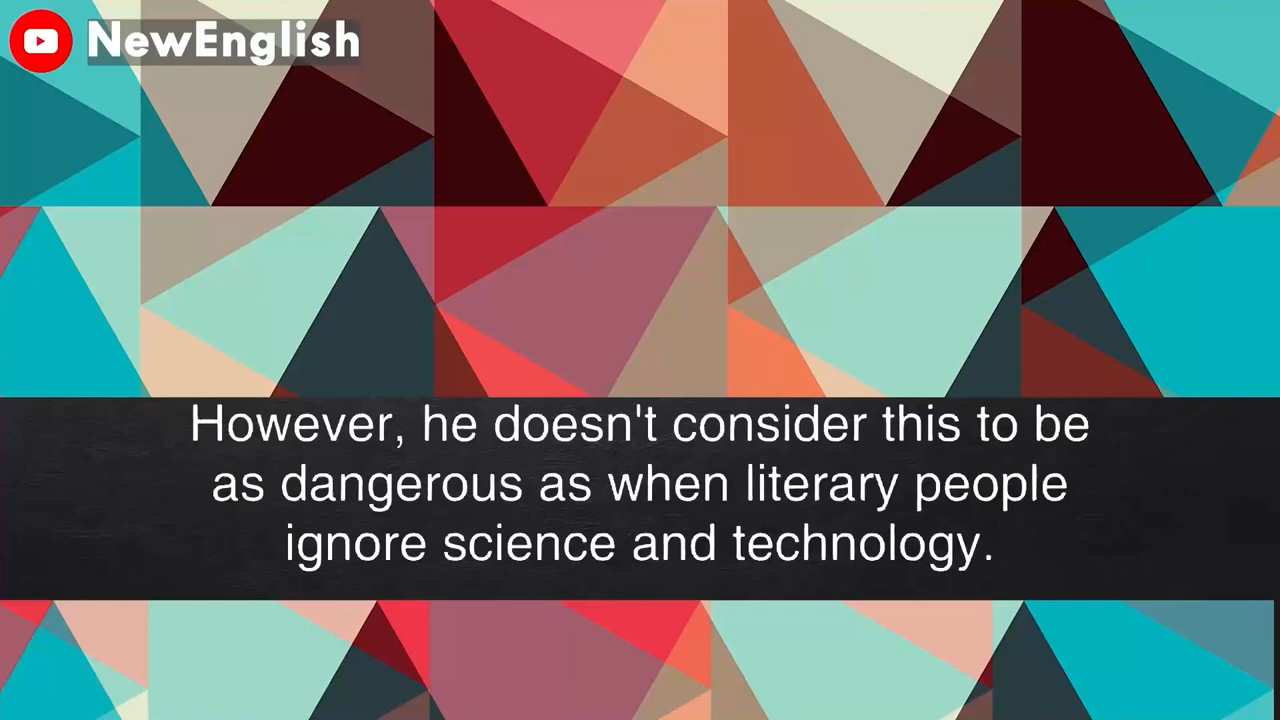 NewEnglish
However, he doesn't consider this to be
as dangerous as when literary people
ignore science and technology.